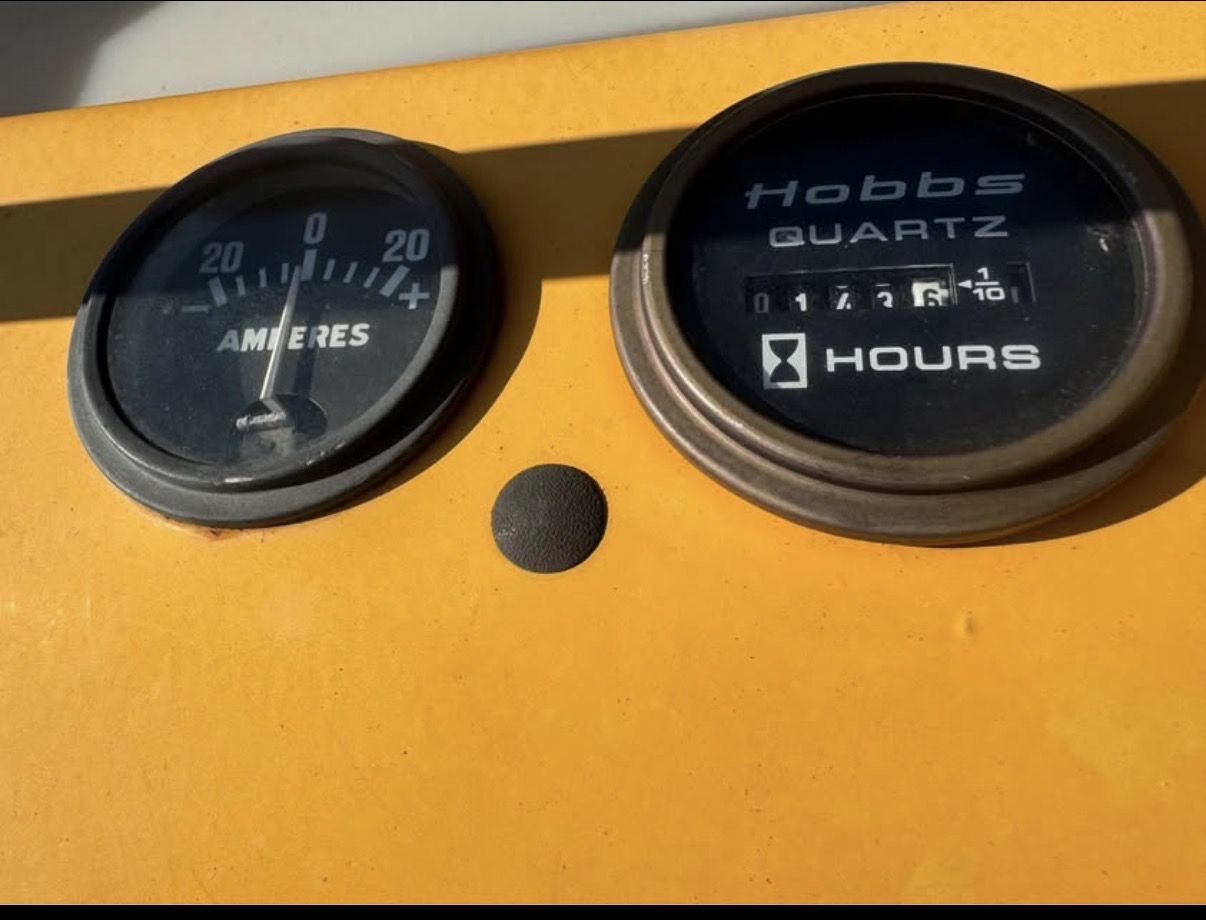 20 0 20
- +
AMPERES
Hobbs
QUARTZ
0 1 4 3 6 1/10
HOURS